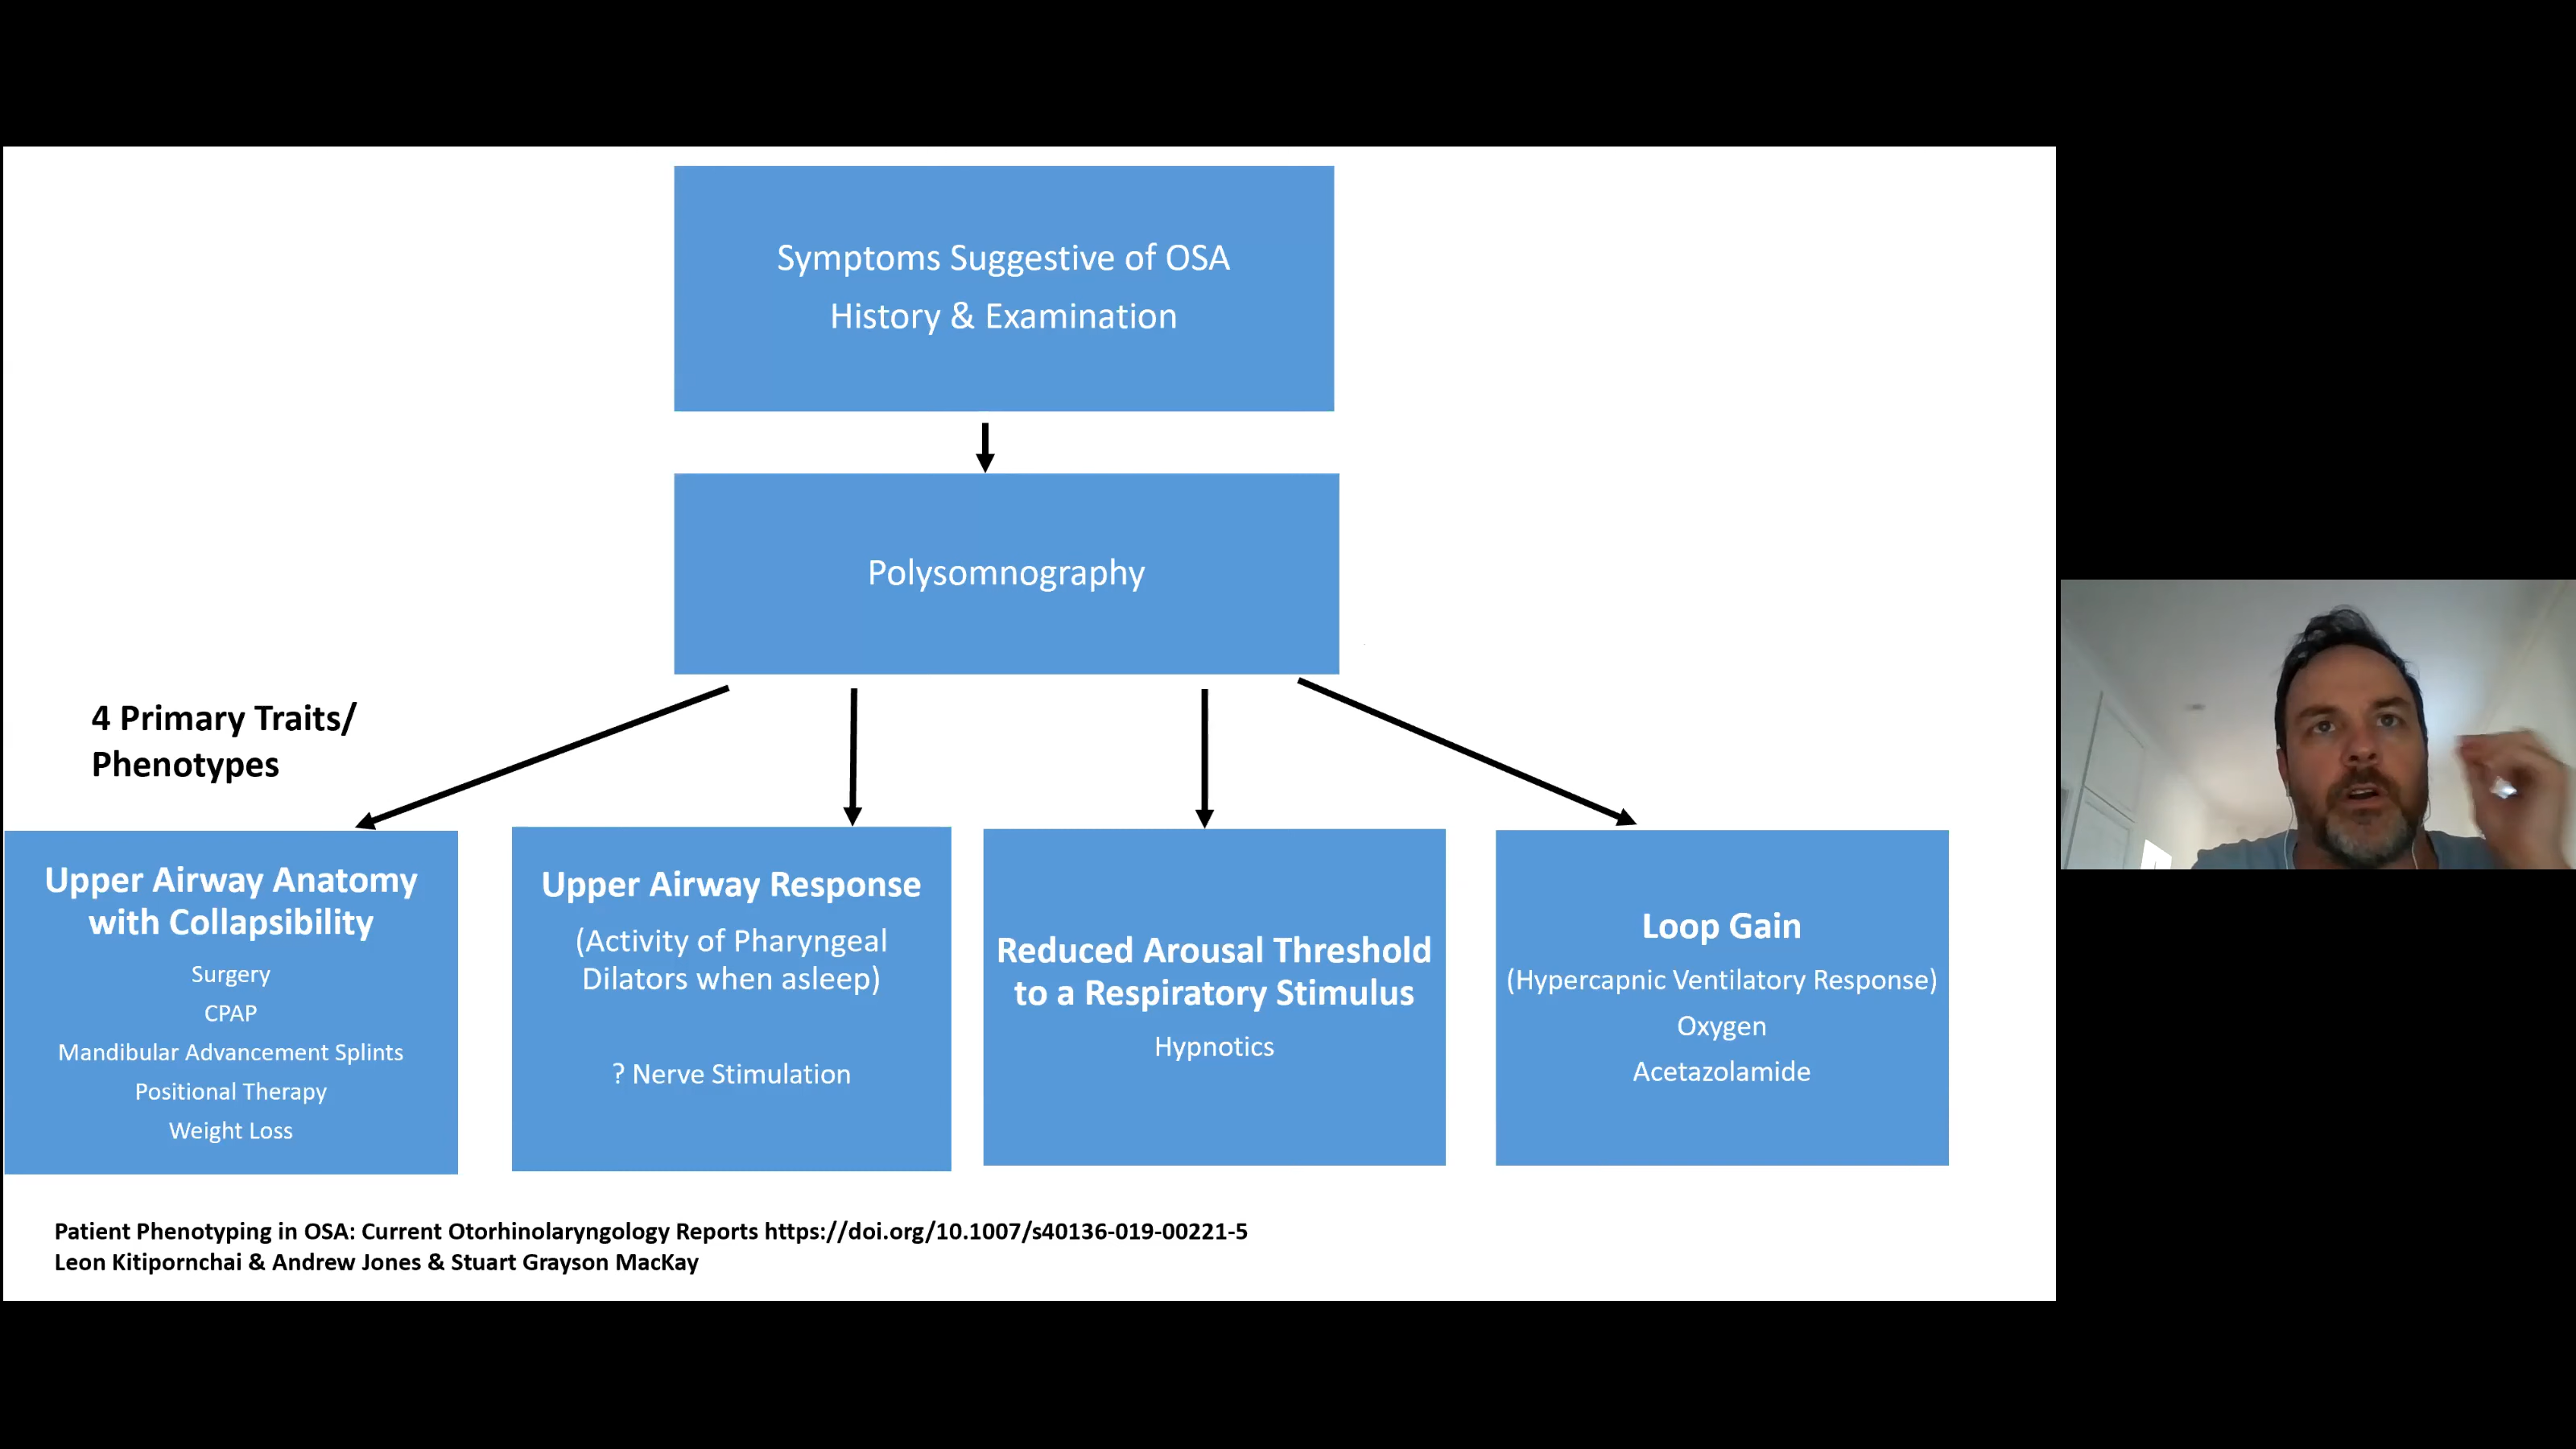 Symptoms Suggestive of OSA
History & Examination
Polysomnography
4 Primary Traits/
Phenotypes
Upper Airway Anatomy
with Collapsibility
Surgery
CPAP
Mandibular Advancement Splints
Positional Therapy
Weight Loss
Upper Airway Response
(Activity of Pharyngeal
Dilators when asleep)
? Nerve Stimulation
Reduced Arousal Threshold
to a Respiratory Stimulus
Hypnotics
Loop Gain
(Hypercapnic Ventilatory Response)
Oxygen
Acetazolamide
Patient Phenotyping in OSA: Current Otorhinolaryngology Reports https://doi.org/10.1007/s40136-019-00221-5
Leon Kitipornchai & Andrew Jones & Stuart Grayson MacKay